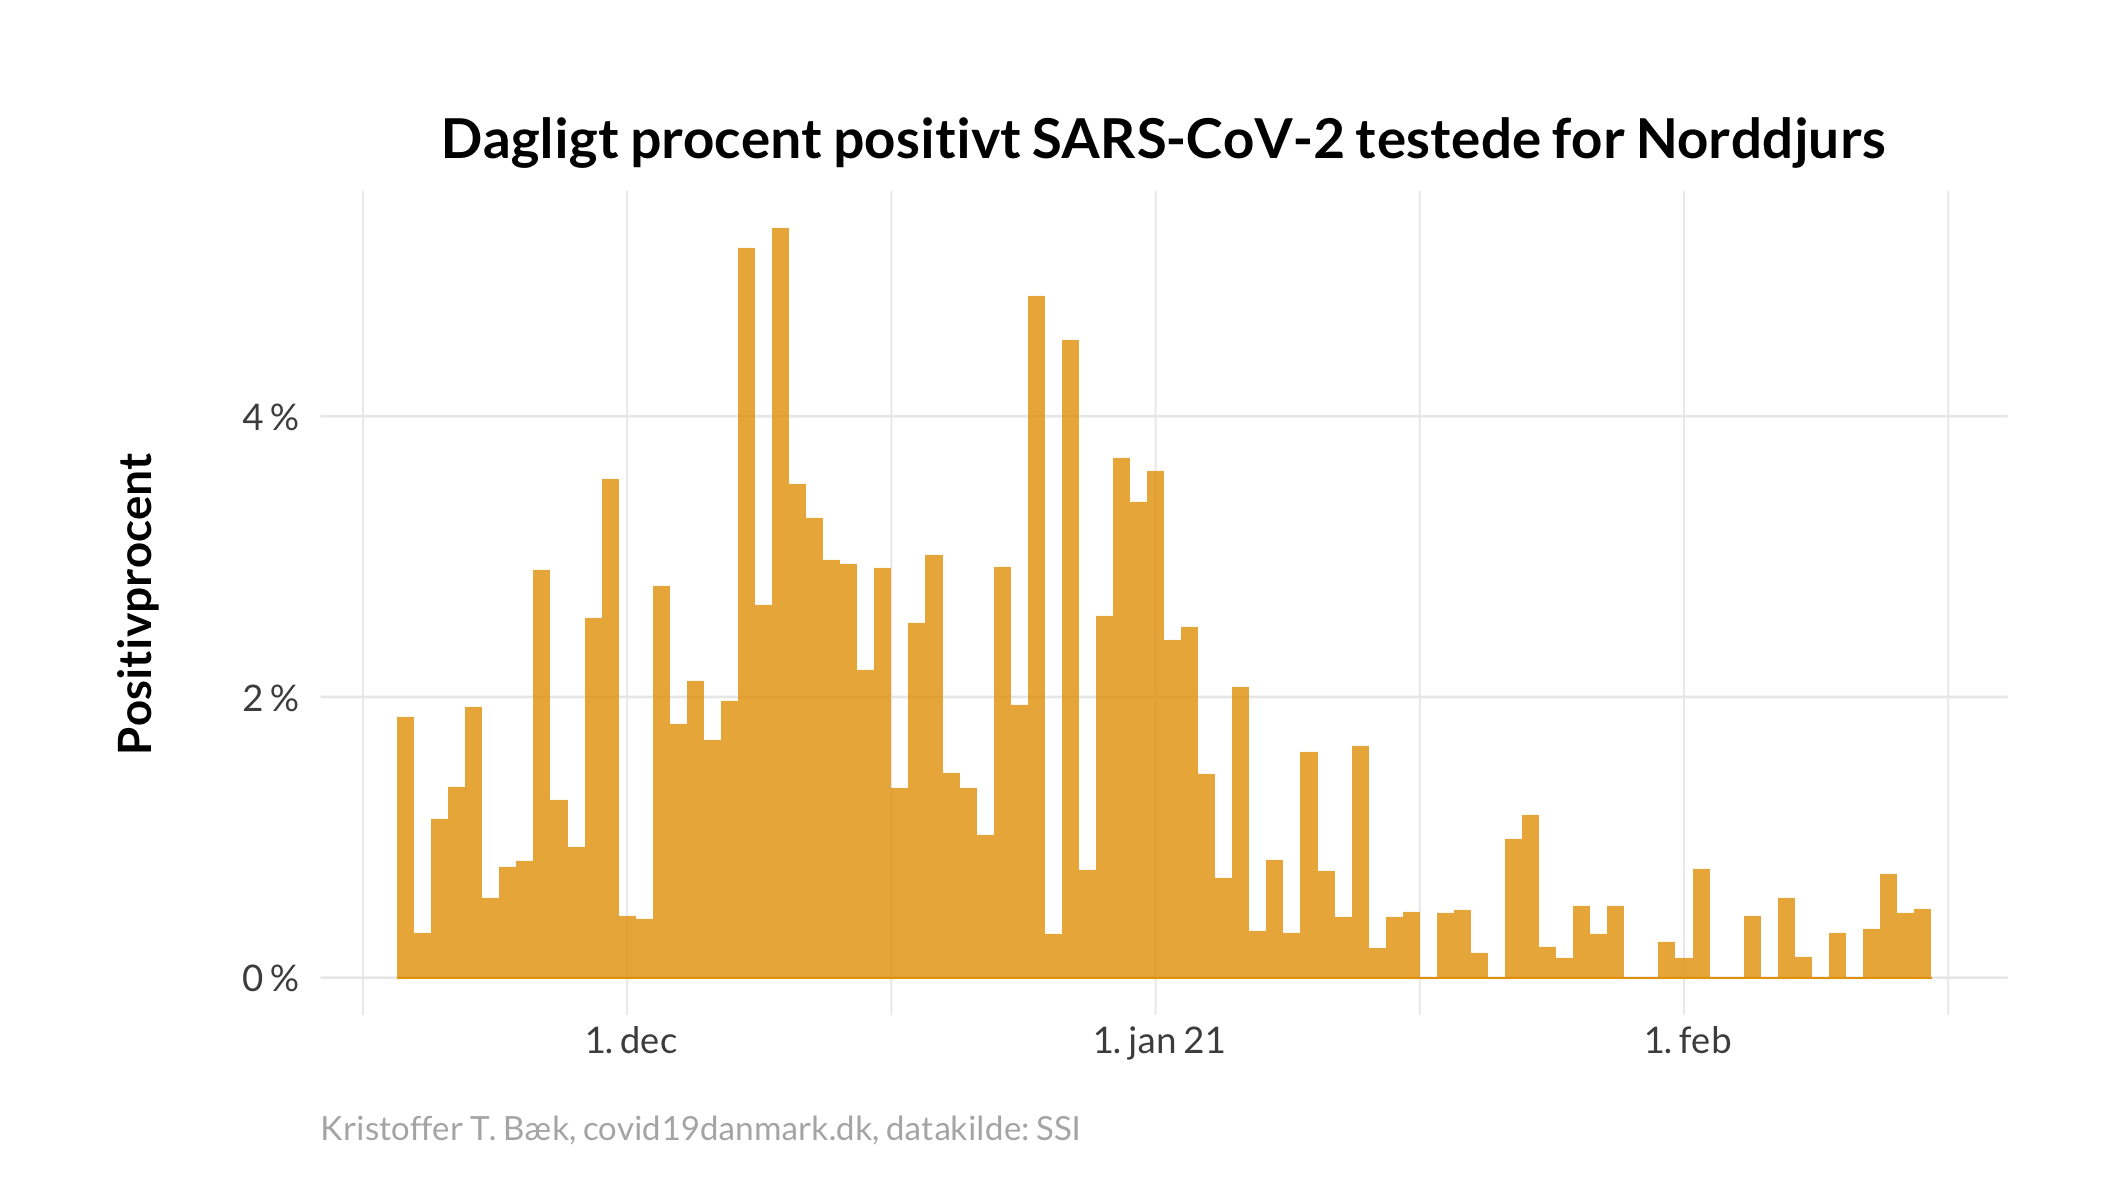 Dagligt procent positivt SARS-CoV-2 testede for Norddjurs
Positivprocent
4 %
2 %
0 %
1. dec
1. jan 21
1. feb
Kristoffer T. Bæk, covid19danmark.dk, datakilde: SSI